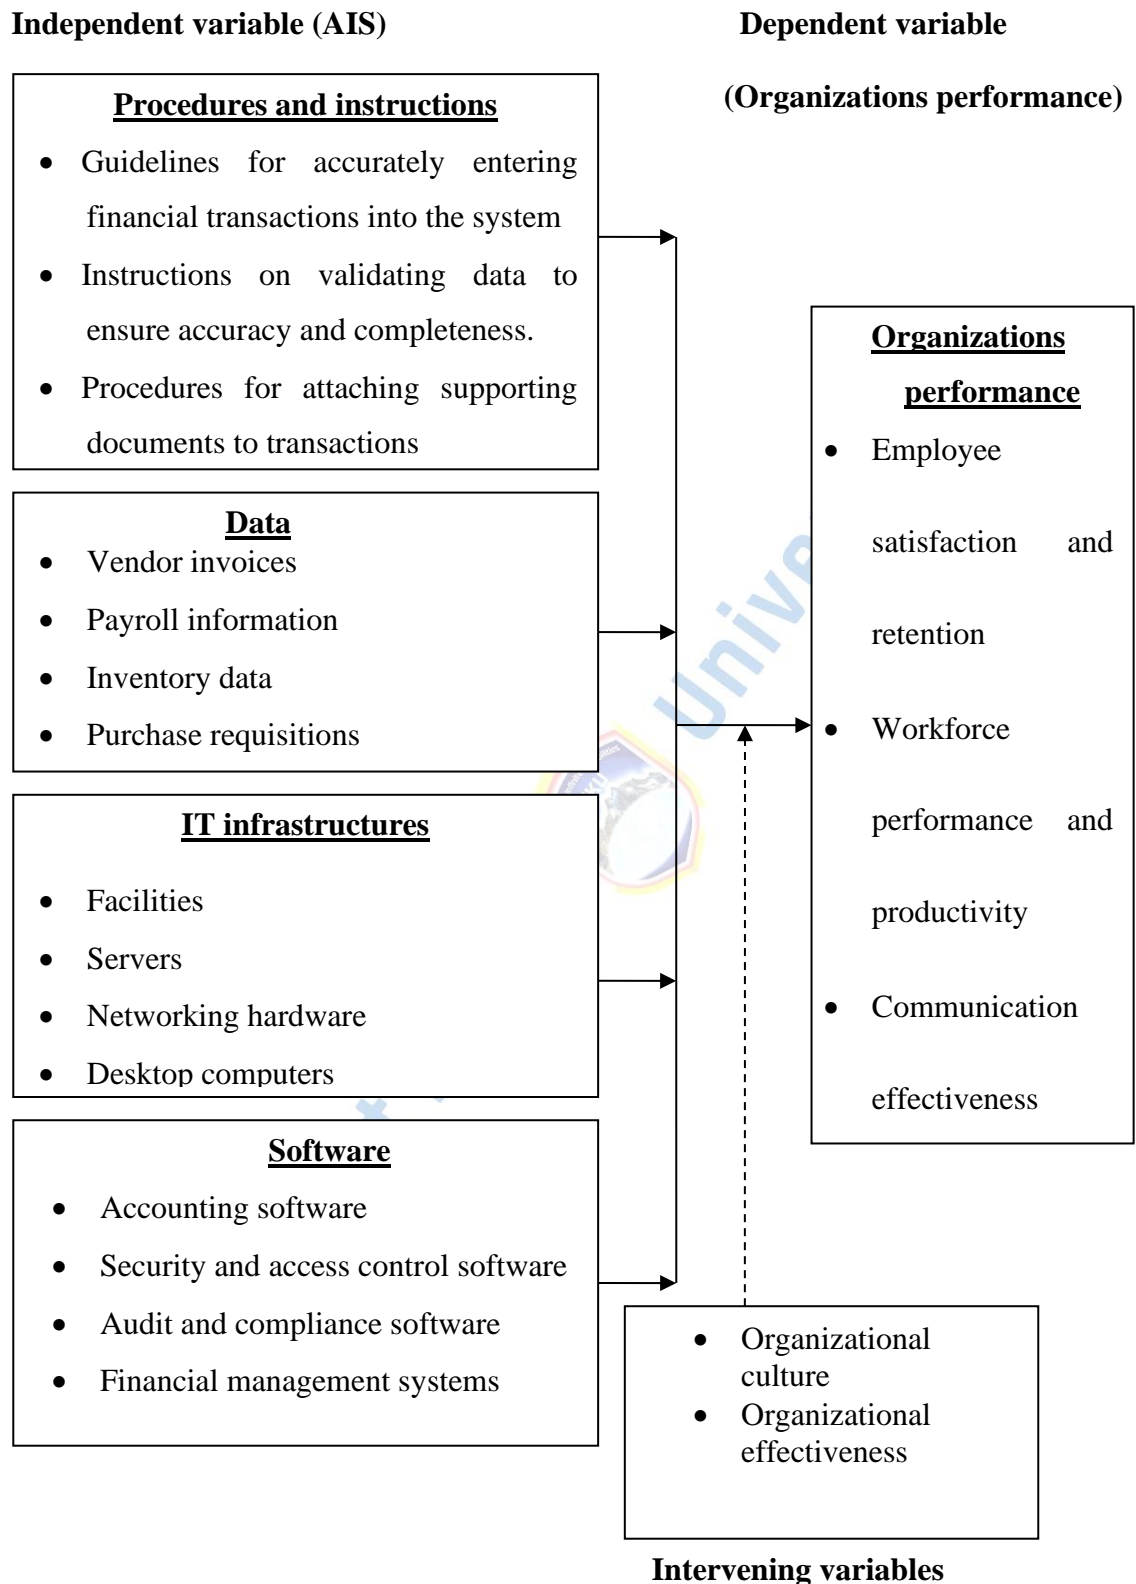 Independent variable (AIS)
Dependent variable
(Organizations performance)
Procedures and instructions
• Guidelines for accurately entering
financial transactions into the system
• Instructions on validating data to
ensure accuracy and completeness.
• Procedures for attaching supporting
documents to transactions
Data
• Vendor invoices
• Payroll information
• Inventory data
• Purchase requisitions
IT infrastructures
• Facilities
• Servers
• Networking hardware
• Desktop computers
Software
• Accounting software
• Security and access control software
• Audit and compliance software
• Financial management systems
Organizations
performance
• Employee
satisfaction and
retention
• Workforce
performance and
productivity
• Communication
effectiveness
• Organizational
culture
• Organizational
effectiveness
Intervening variables